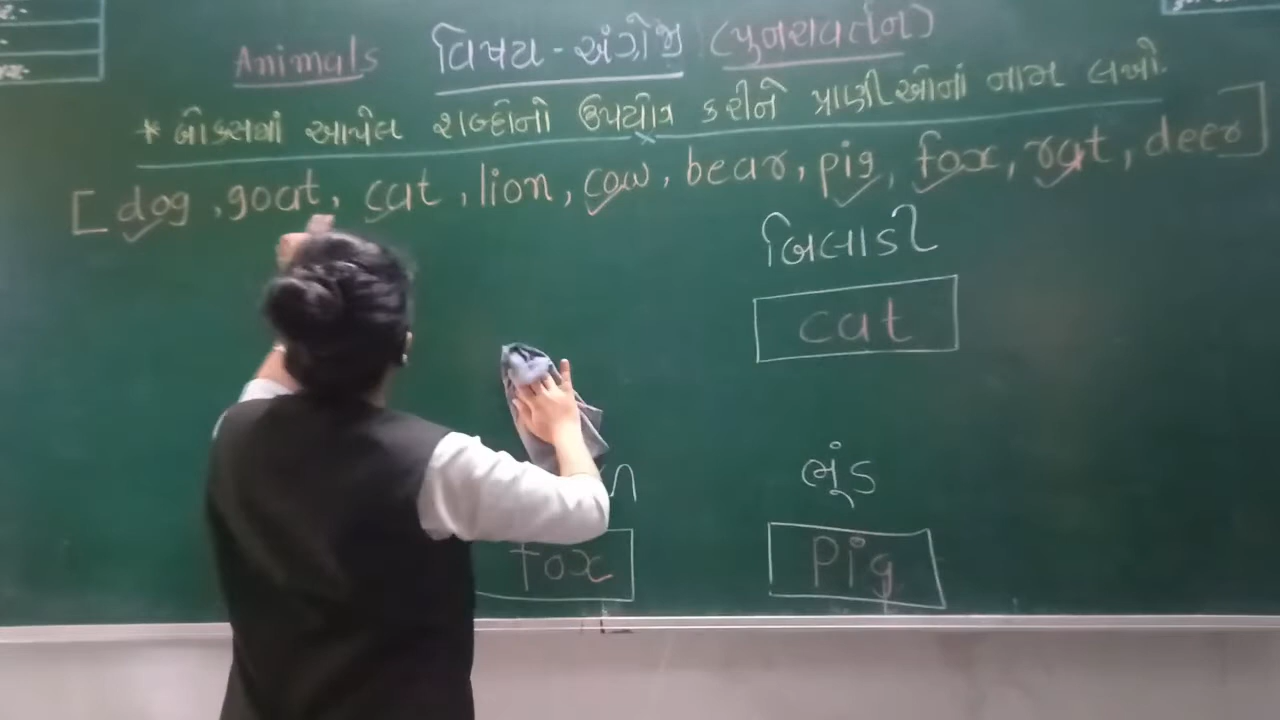 Animals વિષય - અંગ્રેજી (પુનરાવર્તન)
* બોક્સમાં આપેલ શબ્દોનો ઉપયોગ કરીને પ્રાણીઓનાં નામ લખો.
[ dog, goat, cat, lion, cow, bear, pig, fox, rat, deer ]
બિલાડી
cat
ભૂંડ
fox
Pig